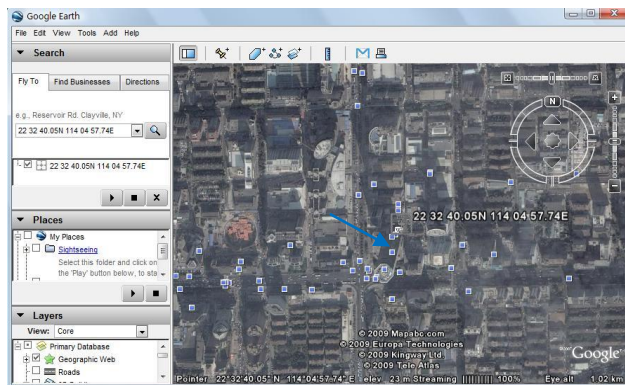 Google Earth
File Edit View Tools Add Help
Search
Fly To Find Businesses Directions
e.g., Reservoir Rd. Clayville, NY
22 32 40.05N 114 04 57.74E
22 32 40.05N 114 04 57.74E
Places
My Places
Sightseeing
Select this folder and click on
the 'Play' button below, to sta
Layers
View: Core
Primary Database
Geographic Web
Roads
N
22 32 40.05N 114 04 57.74E
© 2009 Mapabc.com
© 2009 Europa Technologies
© 2009 Kingway Ltd.
© 2009 Tele Atlas
Google
Pointer 22°32'40.05" N 114°04'57.74" E elev 23 m Streaming |||||||||| 100% Eye alt 1.02 km